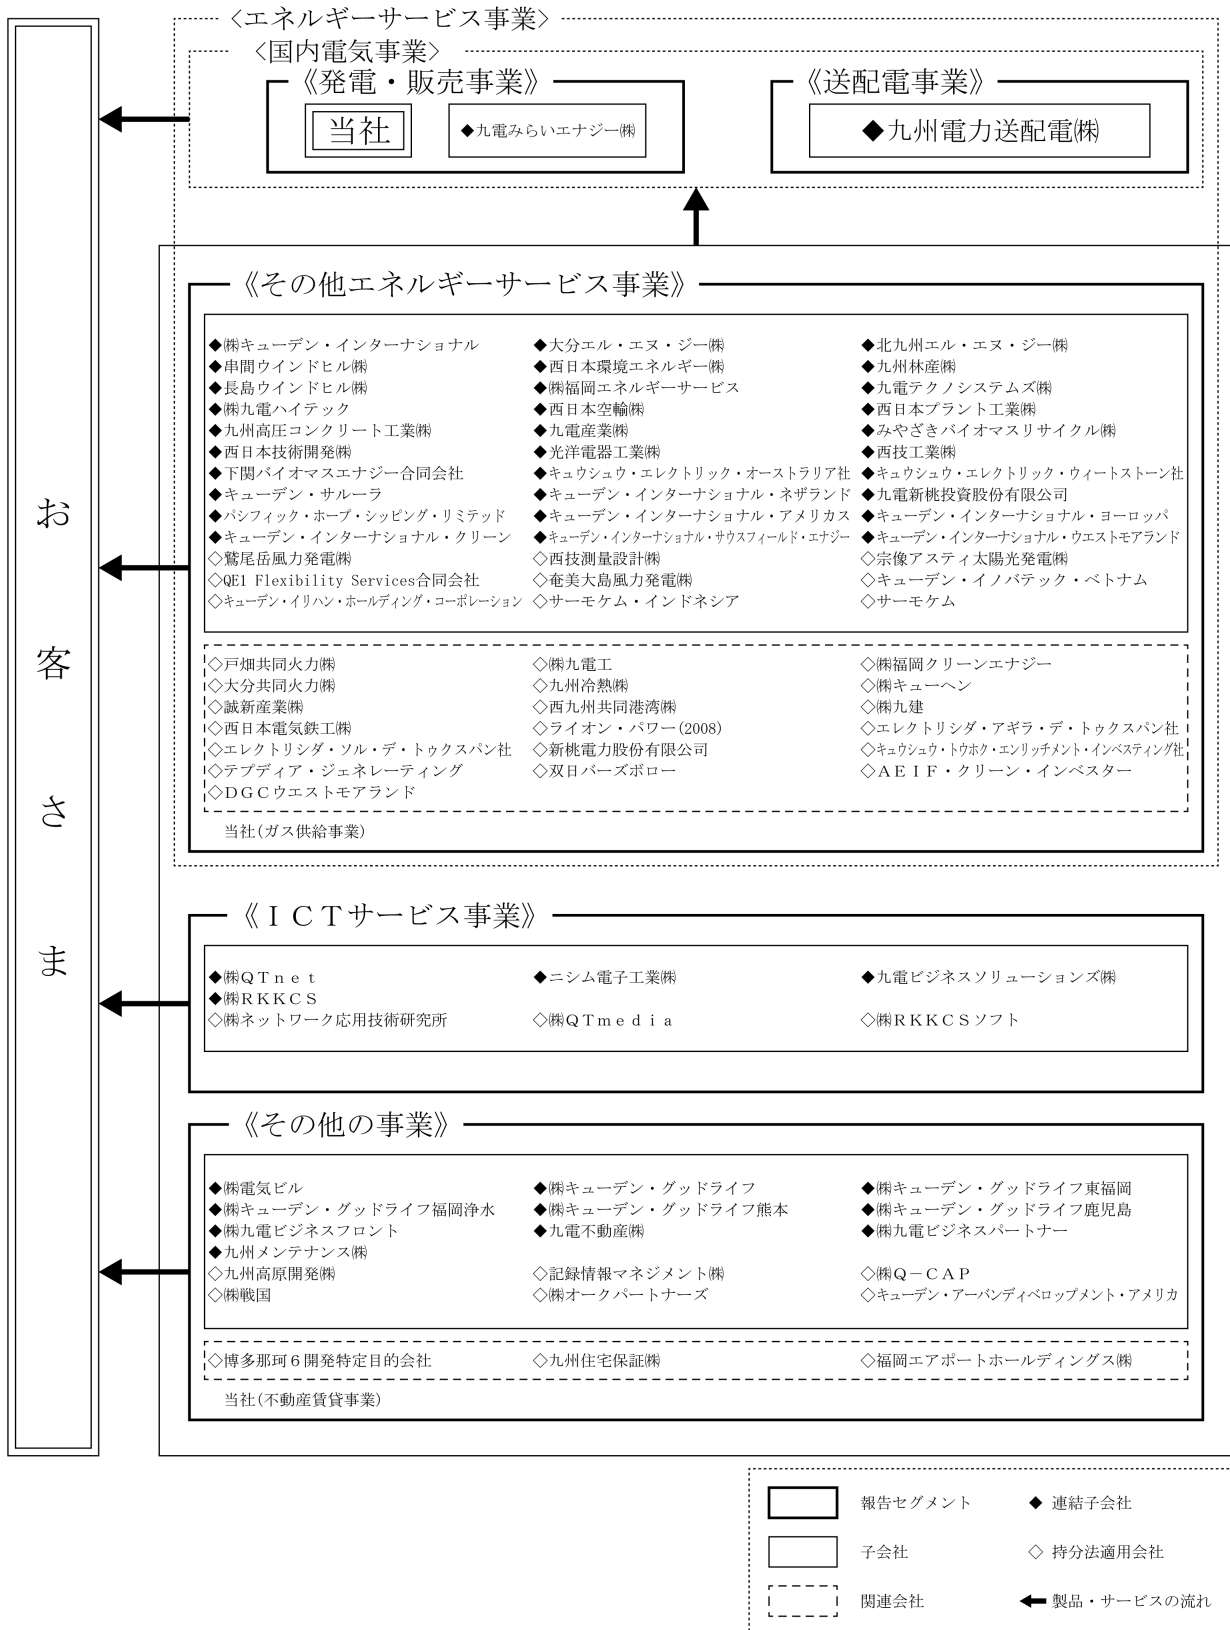 〈エネルギーサービス事業〉
〈国内電気事業〉
《発電・販売事業》 《送配電事業》
当社 ◆九電みらいエナジー㈱ ◆九州電力送配電㈱
お客さま
《その他エネルギーサービス事業》
◆㈱キューデン・インターナショナル ◆大分エル・エヌ・ジー㈱ ◆北九州エル・エヌ・ジー㈱
◆串間ウインドヒル㈱ ◆西日本環境エネルギー㈱ ◆九州林産㈱
◆長島ウインドヒル㈱ ◆㈱福岡エネルギーサービス ◆九電テクノシステムズ㈱
◆㈱九電ハイテック ◆西日本空輸㈱ ◆西日本プラント工業㈱
◆九州高圧コンクリート工業㈱ ◆九電産業㈱ ◆みやざきバイオマスリサイクル㈱
◆西日本技術開発㈱ ◆光洋電器工業㈱ ◆西技工業㈱
◆下関バイオマスエナジー合同会社 ◆キュウシュウ・エレクトリック・オーストラリア社 ◆キュウシュウ・エレクトリック・ウィートストーン社
◆キューデン・サルーラ ◆キューデン・インターナショナル・ネザランド ◆九電新桃投資股份有限公司
◆パシフィック・ホープ・シッピング・リミテッド ◆キューデン・インターナショナル・アメリカス ◆キューデン・インターナショナル・ヨーロッパ
◆キューデン・インターナショナル・クリーン ◆キューデン・インターナショナル・サウスフィールド・エナジー ◆キューデン・インターナショナル・ウエストモアランド
◇鷲尾岳風力発電㈱ ◇西技測量設計㈱ ◇宗像アスティ太陽光発電㈱
◇QE1 Flexibility Services合同会社 ◇奄美大島風力発電㈱ ◇キューデン・イノバテック・ベトナム
◇キューデン・イリハン・ホールディング・コーポレーション ◇サーモケム・インドネシア ◇サーモケム
◇戸畑共同火力㈱ ◇㈱九電工 ◇㈱福岡クリーンエナジー
◇大分共同火力㈱ ◇九州冷熱㈱ ◇㈱キューヘン
◇誠新産業㈱ ◇西九州共同港湾㈱ ◇㈱九建
◇西日本電気鉄工㈱ ◇ライオン・パワー(2008) ◇エレクトリシダ・アギラ・デ・トゥクスパン社
◇エレクトリシダ・ソル・デ・トゥクスパン社 ◇新桃電力股份有限公司 ◇キュウシュウ・トウホク・エンリッチメント・インベスティング社
◇テプディア・ジェネレーティング ◇双日バーズボロー ◇ＡＥＩＦ・クリーン・インベスター
◇ＤＧＣウエストモアランド
当社(ガス供給事業)
《ＩＣＴサービス事業》
◆㈱ＱＴｎｅｔ ◆ニシム電子工業㈱ ◆九電ビジネスソリューションズ㈱
◆㈱ＲＫＫＣＳ
◇㈱ネットワーク応用技術研究所 ◇㈱ＱＴｍｅｄｉａ ◇㈱ＲＫＫＣＳソフト
《その他の事業》
◆㈱電気ビル ◆㈱キューデン・グッドライフ ◆㈱キューデン・グッドライフ東福岡
◆㈱キューデン・グッドライフ福岡浄水 ◆㈱キューデン・グッドライフ熊本 ◆㈱キューデン・グッドライフ鹿児島
◆㈱九電ビジネスフロント ◆九電不動産㈱ ◆㈱九電ビジネスパートナー
◆九州メンテナンス㈱
◇九州高原開発㈱ ◇記録情報マネジメント㈱ ◇㈱Ｑ－ＣＡＰ
◇㈱戦国 ◇㈱オークパートナーズ ◇キューデン・アーバンディベロップメント・アメリカ
◇博多那珂６開発特定目的会社 ◇九州住宅保証㈱ ◇福岡エアポートホールディングス㈱
当社(不動産賃貸事業)
報告セグメント ◆ 連結子会社
子会社 ◇ 持分法適用会社
関連会社 製品・サービスの流れ